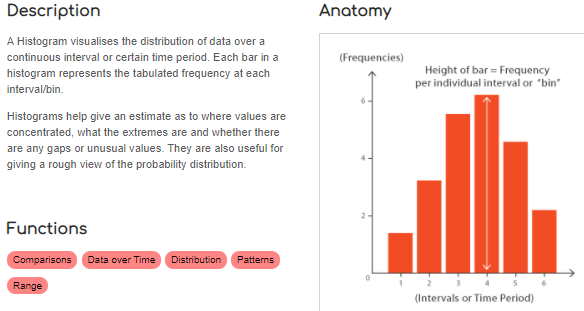 Description
A Histogram visualises the distribution of data over a
continuous interval or certain time period. Each bar in a
histogram represents the tabulated frequency at each
interval/bin.
Histograms help give an estimate as to where values are
concentrated, what the extremes are and whether there
are any gaps or unusual values. They are also useful for
giving a rough view of the probability distribution.
Functions
Comparisons
Data over Time
Distribution
Patterns
Range
Anatomy
(Frequencies)
Height of bar = Frequency
per individual interval or "bin"
6
4
2
0
1 2 3 4 5 6
(Intervals or Time Period)